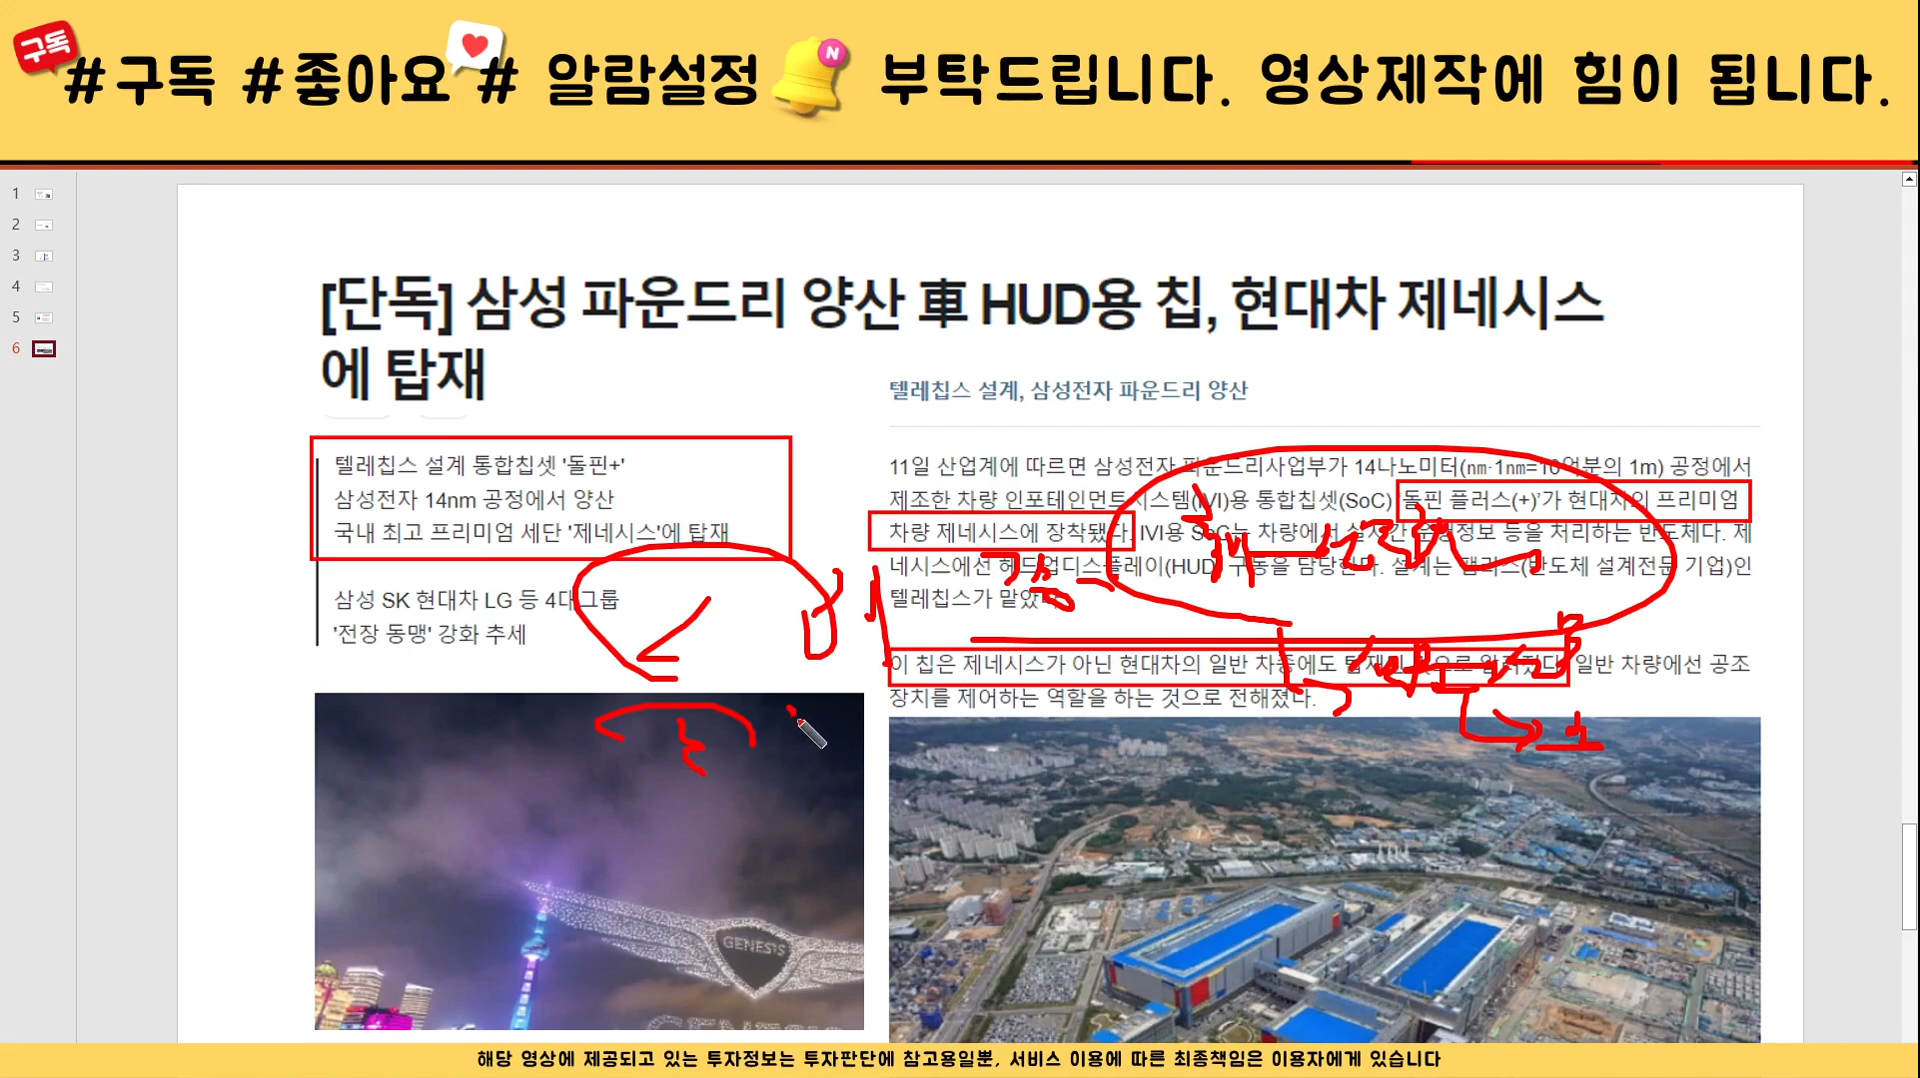 구독
#구독 #좋아요 # 알람설정 N 부탁드립니다. 영상제작에 힘이 됩니다.
1
2
3
4
5
6
[단독] 삼성 파운드리 양산 車 HUD용 칩, 현대차 제네시스
에 탑재
텔레칩스 설계 통합칩셋 '돌핀+'
삼성전자 14nm 공정에서 양산
국내 최고 프리미엄 세단 '제네시스'에 탑재
삼성 SK 현대차 LG 등 4대 그룹
'전장 동맹' 강화 추세
텔레칩스 설계, 삼성전자 파운드리 양산
11일 산업계에 따르면 삼성전자 파운드리사업부가 14나노미터(㎚·1㎚=10억분의 1m) 공정에서
제조한 차량 인포테인먼트시스템(IVI)용 통합칩셋(SoC) '돌핀 플러스(+)'가 현대차의 프리미엄
차량 제네시스에 장착됐다. IVI용 SoC는 차량에서 실시간 운행정보 등을 처리하는 반도체다. 제
네시스에선 헤드업디스플레이(HUD) 구동을 담당한다. 설계는 팹리스(반도체 설계전문 기업)인
텔레칩스가 맡았
이 칩은 제네시스가 아닌 현대차의 일반 차종에도 탑재 것으로 알려졌다. 일반 차량에선 공조
장치를 제어하는 역할을 하는 것으로 전해졌다.
GENESIS
GENESIS
해당 영상에 제공되고 있는 투자정보는 투자판단에 참고용일뿐, 서비스 이용에 따른 최종책임은 이용자에게 있습니다